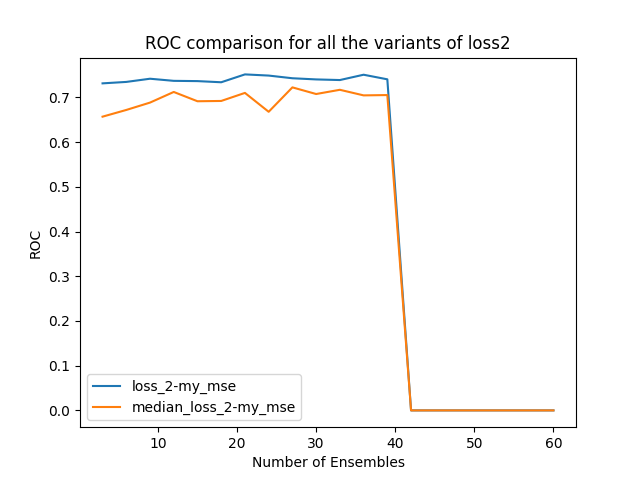 ROC comparison for all the variants of loss2
0.7
0.6
0.5
0.4
0.3
0.2
0.1
0.0
ROC
loss_2-my_mse
median_loss_2-my_mse
10 20 30 40 50 60
Number of Ensembles